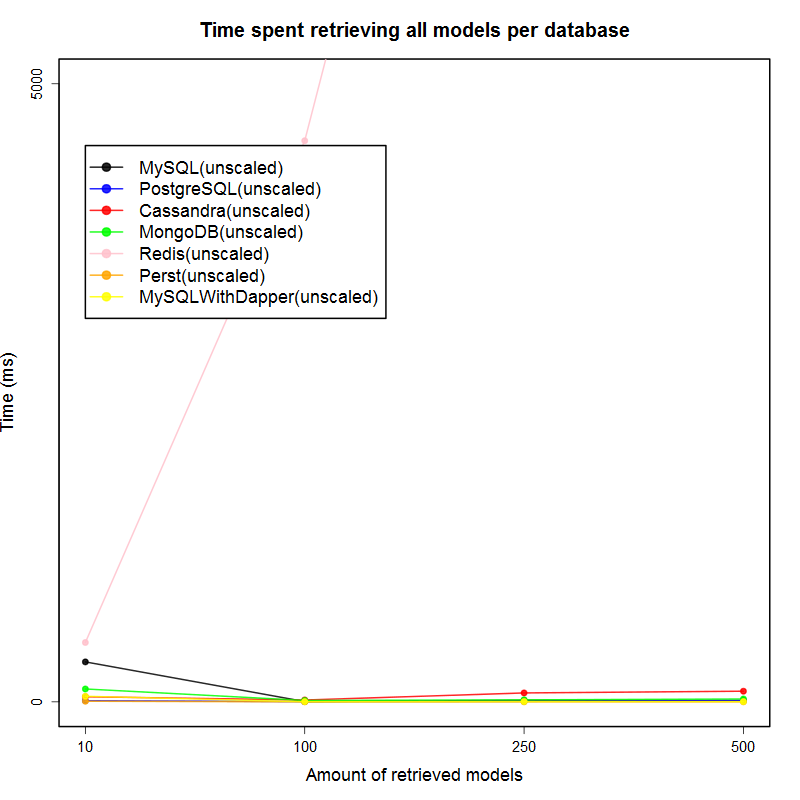 Time spent retrieving all models per database
5000
MySQL(unscaled)
PostgreSQL(unscaled)
Cassandra(unscaled)
MongoDB(unscaled)
Redis(unscaled)
Perst(unscaled)
MySQLWithDapper(unscaled)
Time (ms)
0
10 100 250 500
Amount of retrieved models